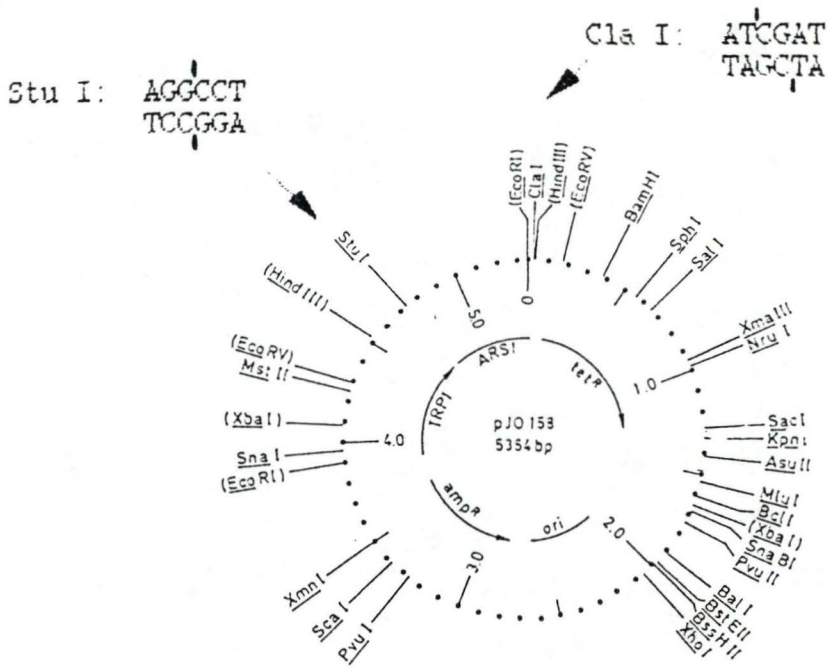 Cla I: ATCGAT
TAGCTA
Stu I: AGGCCT
TCCGGA
(EcoRI)
ClaI
(HindIII)
(EcoRV)
BamHI
SphI
SalI
XmaIII
NruI
SacI
KpnI
AsuII
MluI
BclI
(XbaI)
SnaBI
PvuII
BalI
BstEII
BssHII
XhoI
PvuI
ScaI
XmnI
(EcoRI)
SnaI
(XbaI)
MstII
(EcoRV)
(HindIII)
StuI
0
1.0
2.0
3.0
4.0
5.0
ARS1
tetR
TRP1
ampR
ori
pJO158
5354bp